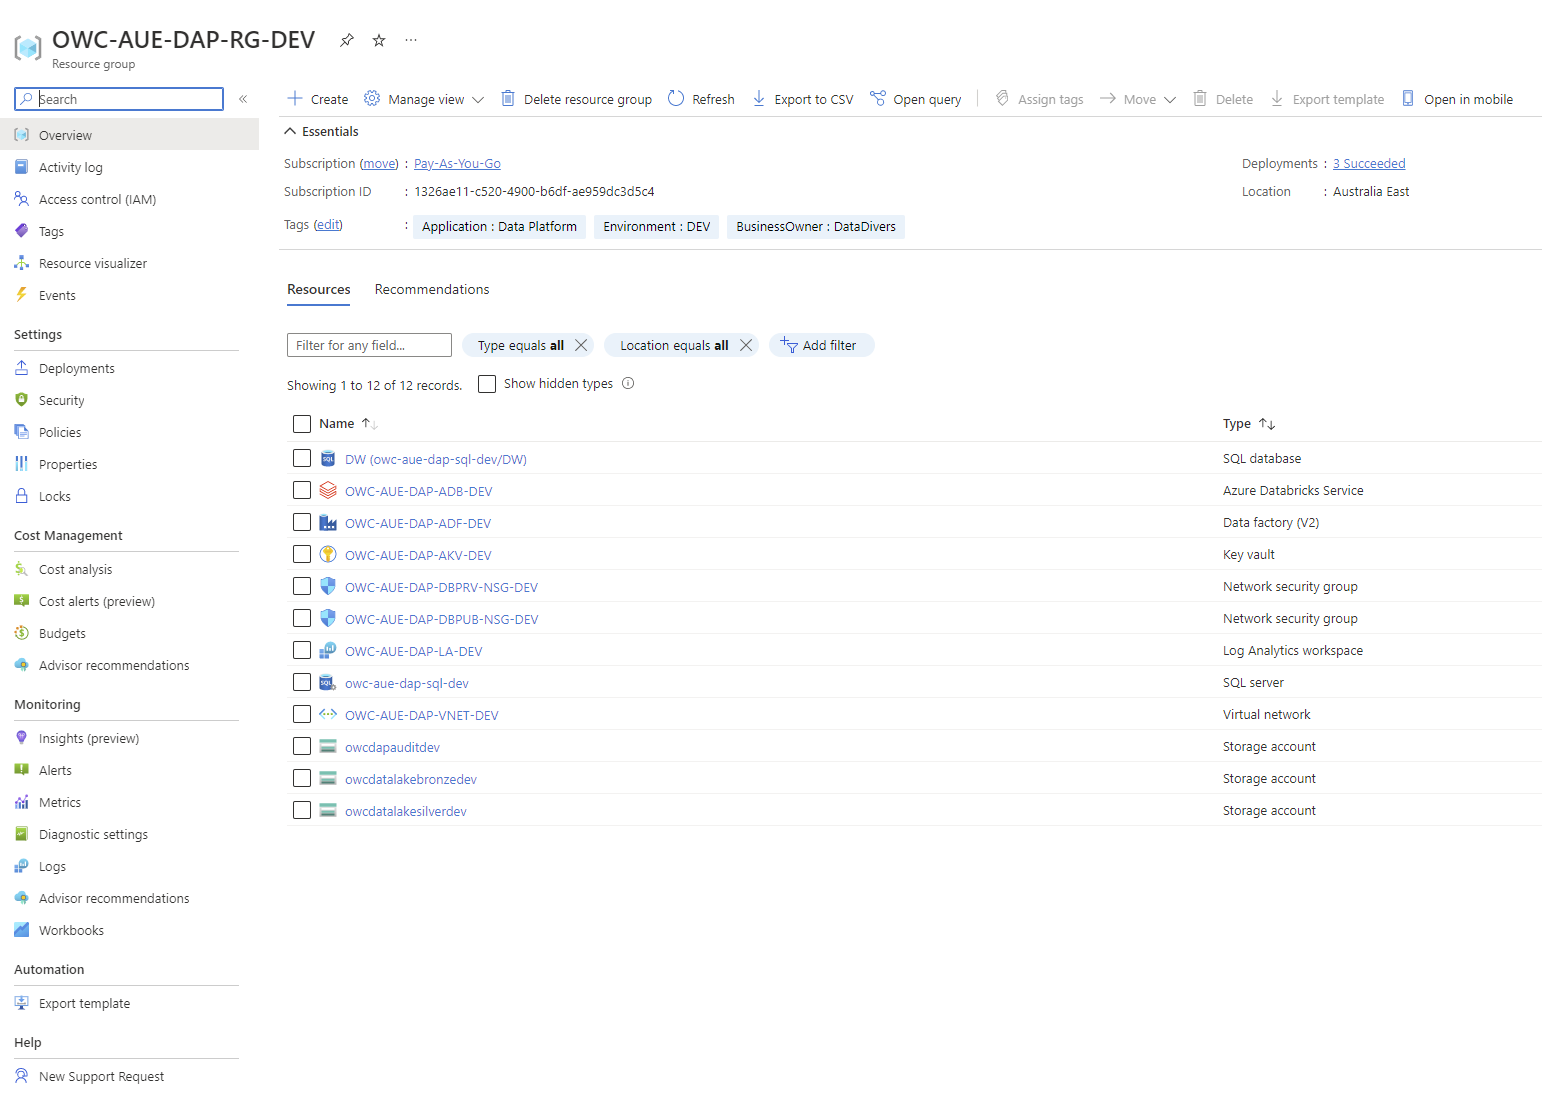 OWC-AUE-DAP-RG-DEV
Resource group
Search
Create Manage view Delete resource group Refresh Export to CSV Open query Assign tags Move Delete Export template Open in mobile
Essentials
Subscription (move) : Pay-As-You-Go Deployments : 3 Succeeded
Subscription ID : 1326ae11-c520-4900-b6df-ae959dc3d5c4 Location : Australia East
Tags (edit) : Application : Data Platform Environment : DEV BusinessOwner : DataDivers
Overview
Activity log
Access control (IAM)
Tags
Resource visualizer
Events
Settings
Deployments
Security
Policies
Properties
Locks
Cost Management
Cost analysis
Cost alerts (preview)
Budgets
Advisor recommendations
Monitoring
Insights (preview)
Alerts
Metrics
Diagnostic settings
Logs
Advisor recommendations
Workbooks
Automation
Export template
Help
New Support Request
Resources Recommendations
Filter for any field... Type equals all Location equals all Add filter
Showing 1 to 12 of 12 records. Show hidden types
Name Type
DW (owc-aue-dap-sql-dev/DW) SQL database
OWC-AUE-DAP-ADB-DEV Azure Databricks Service
OWC-AUE-DAP-ADF-DEV Data factory (V2)
OWC-AUE-DAP-AKV-DEV Key vault
OWC-AUE-DAP-DBPRV-NSG-DEV Network security group
OWC-AUE-DAP-DBPUB-NSG-DEV Network security group
OWC-AUE-DAP-LA-DEV Log Analytics workspace
owc-aue-dap-sql-dev SQL server
OWC-AUE-DAP-VNET-DEV Virtual network
owcdapauditdev Storage account
owcdatalakebronzedev Storage account
owcdatalakesilverdev Storage account